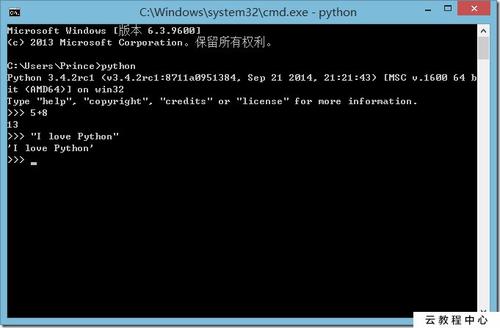 C:\Windows\system32\cmd.exe - python
Microsoft Windows [版本 6.3.9600]
(c) 2013 Microsoft Corporation。保留所有权利。
C:\Users\Prince>python
Python 3.4.2rc1 (v3.4.2rc1:8711a0951384, Sep 21 2014, 21:21:43) [MSC v.1600 64 b
it (AMD64)] on win32
Type "help", "copyright", "credits" or "license" for more information.
>>> 5+8
13
>>> "I love Python"
'I love Python'
>>> _
云教程中心